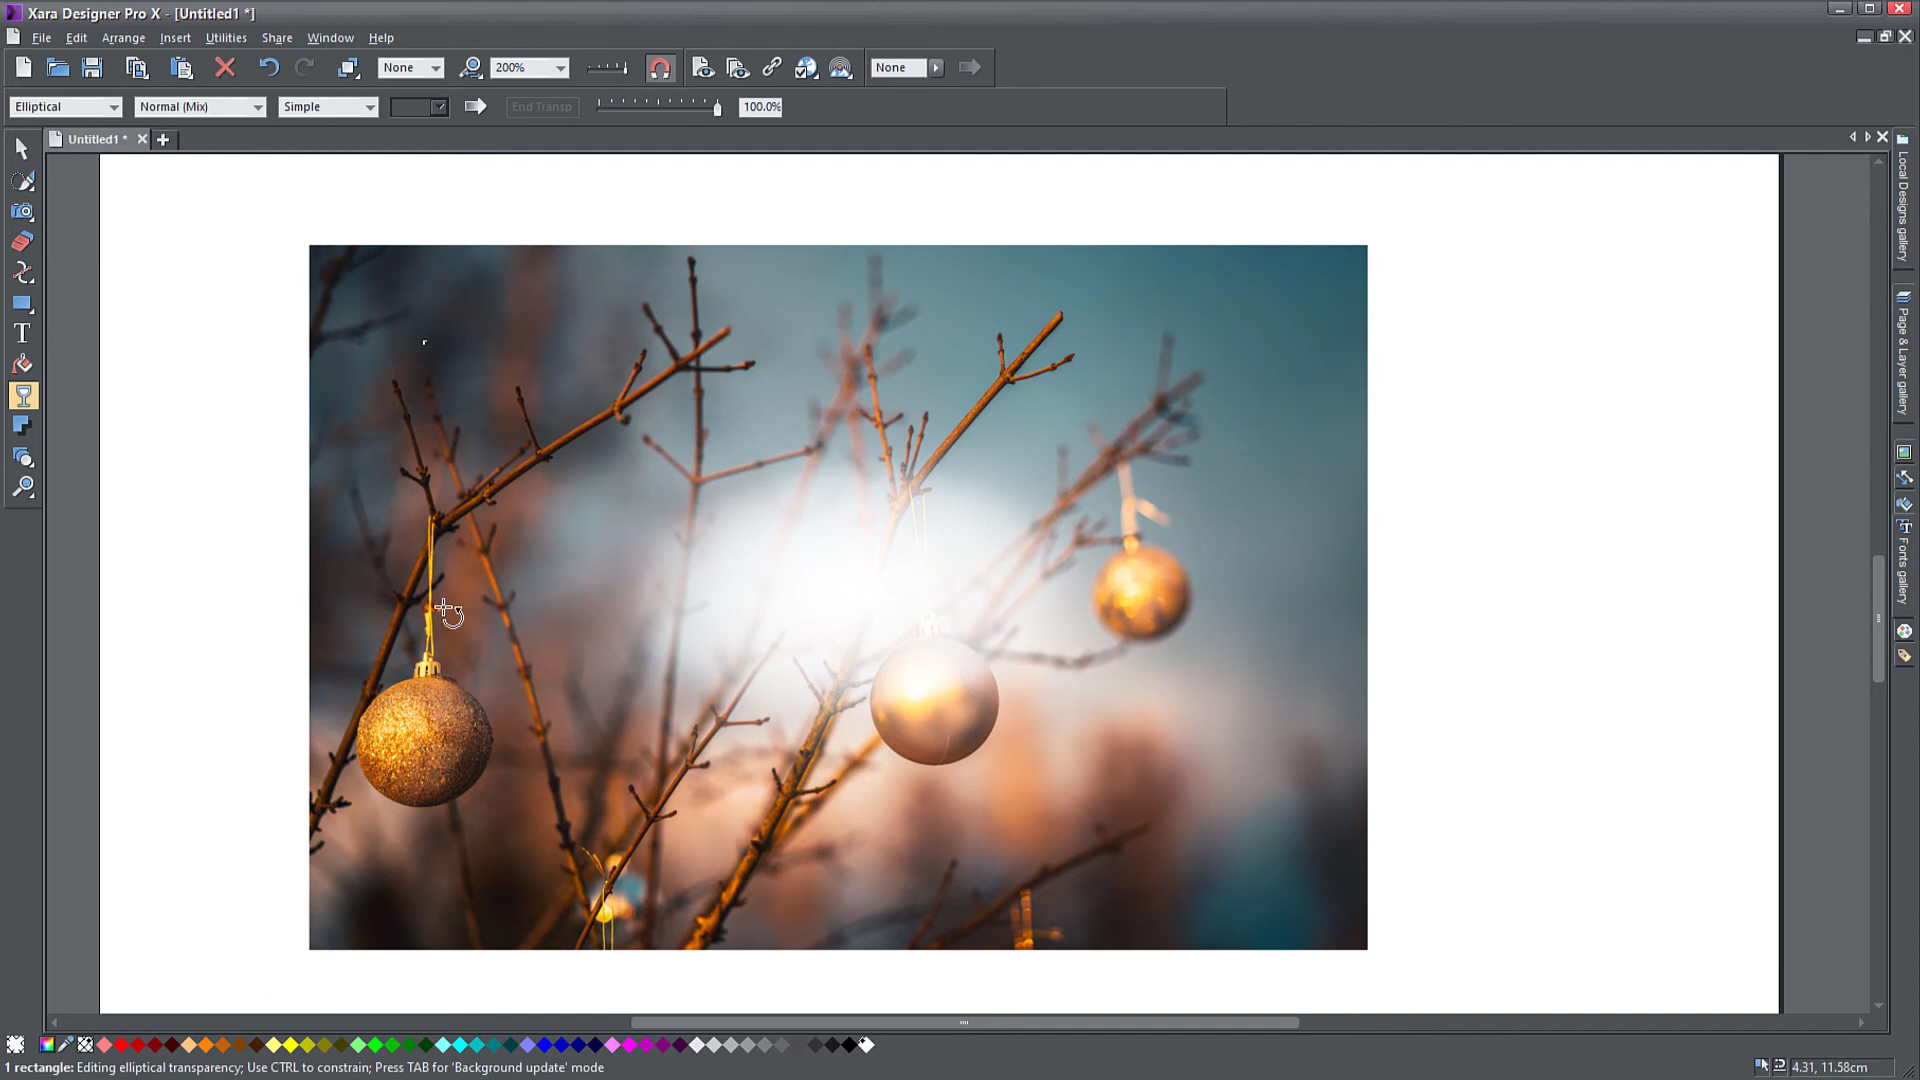 Xara Designer Pro X - [Untitled1 *]
File Edit Arrange Insert Utilities Share Window Help
None 200% None
Elliptical Normal (Mix) Simple End Transp 100.0%
Untitled1 *
Local Designs gallery
Page & Layer gallery
Fonts gallery
1 rectangle: Editing elliptical transparency; Use CTRL to constrain; Press TAB for 'Background update' mode
4.31, 11.58cm